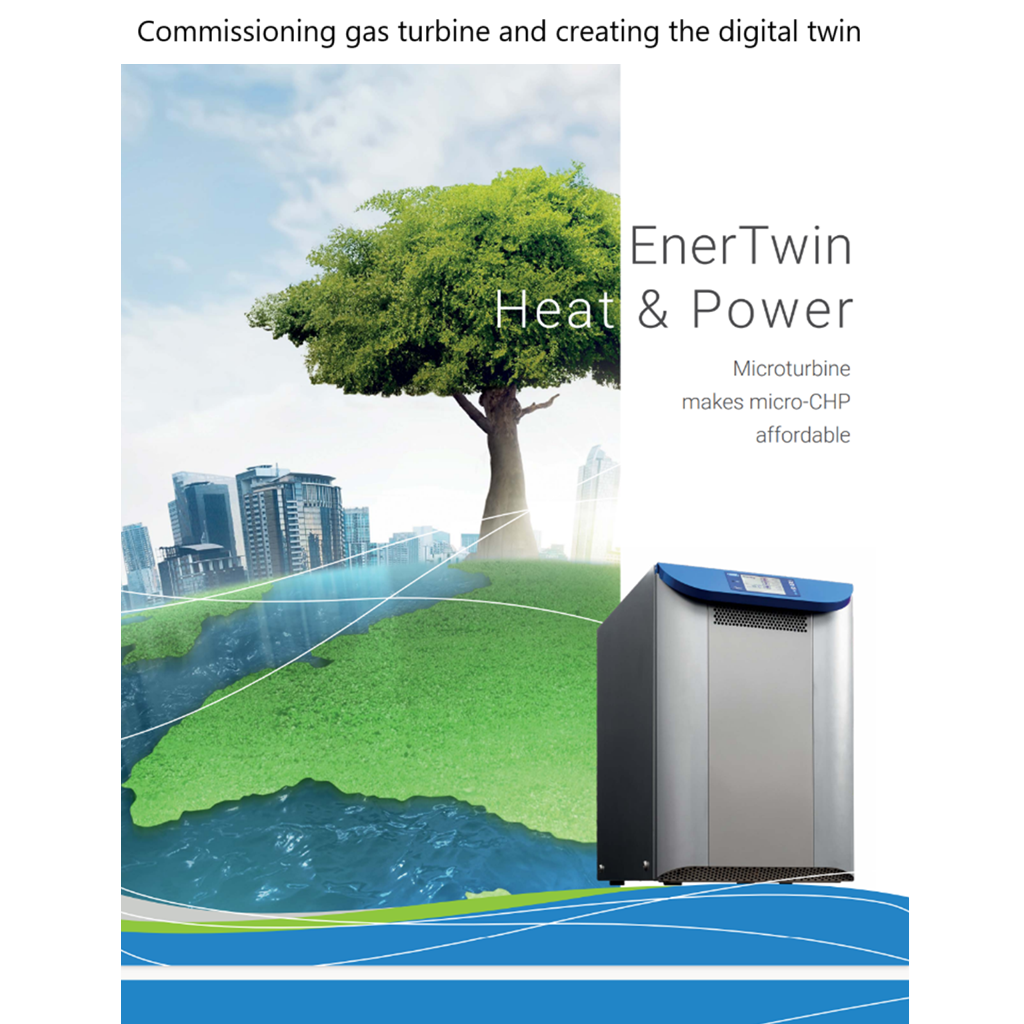 Commissioning gas turbine and creating the digital twin
EnerTwin
Heat & Power
Microturbine
makes micro-CHP
affordable